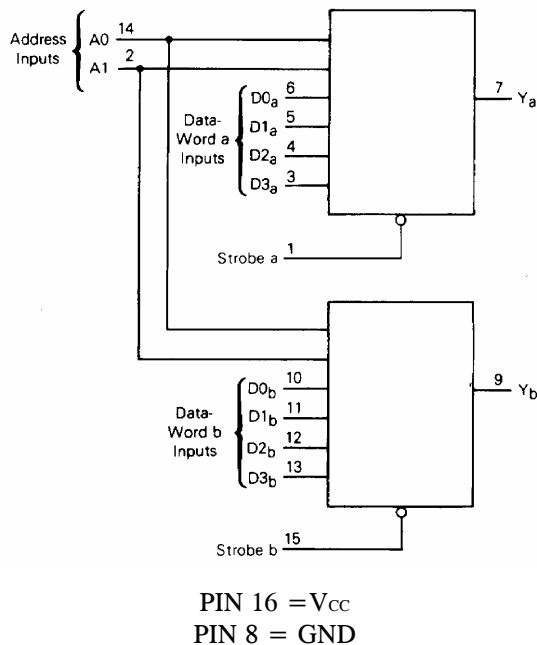 Address
Inputs
A0 14
A1 2
Data-
Word a
Inputs
D0a 6
D1a 5
D2a 4
D3a 3
7 Ya
Strobe a 1
Data-
Word b
Inputs
D0b 10
D1b 11
D2b 12
D3b 13
9 Yb
Strobe b 15
PIN 16 =VCC
PIN 8 = GND